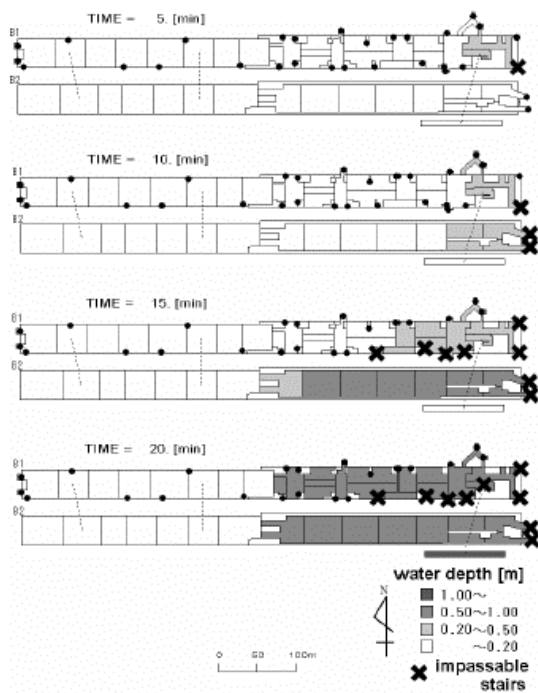 TIME = 5. [min]
B1
B2
TIME = 10. [min]
B1
B2
TIME = 15. [min]
B1
B2
TIME = 20. [min]
B1
B2
water depth [m]
1.00～
0.50～1.00
0.20～0.50
～0.20
N
0 50 100m
impassable
stairs